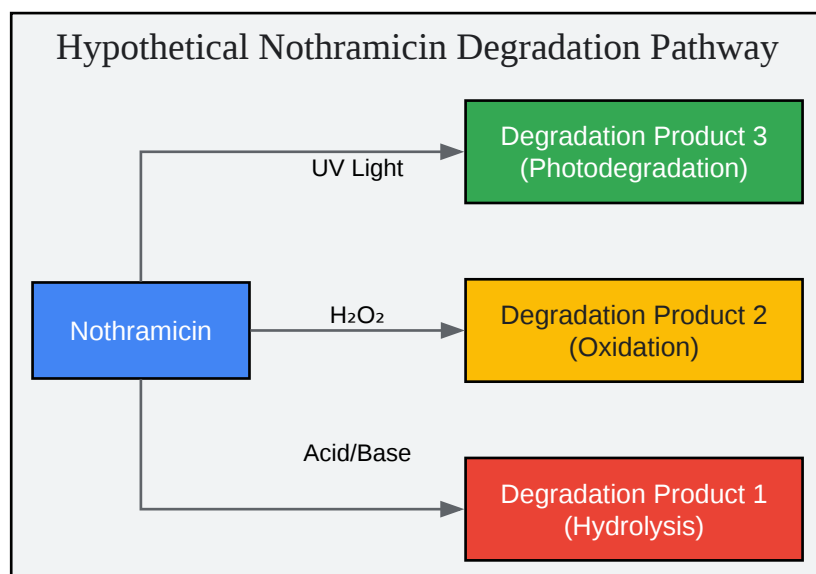 Hypothetical Nothramicin Degradation Pathway
Degradation Product 3
(Photodegradation)
UV Light
Nothramicin
H₂O₂
Degradation Product 2
(Oxidation)
Acid/Base
Degradation Product 1
(Hydrolysis)